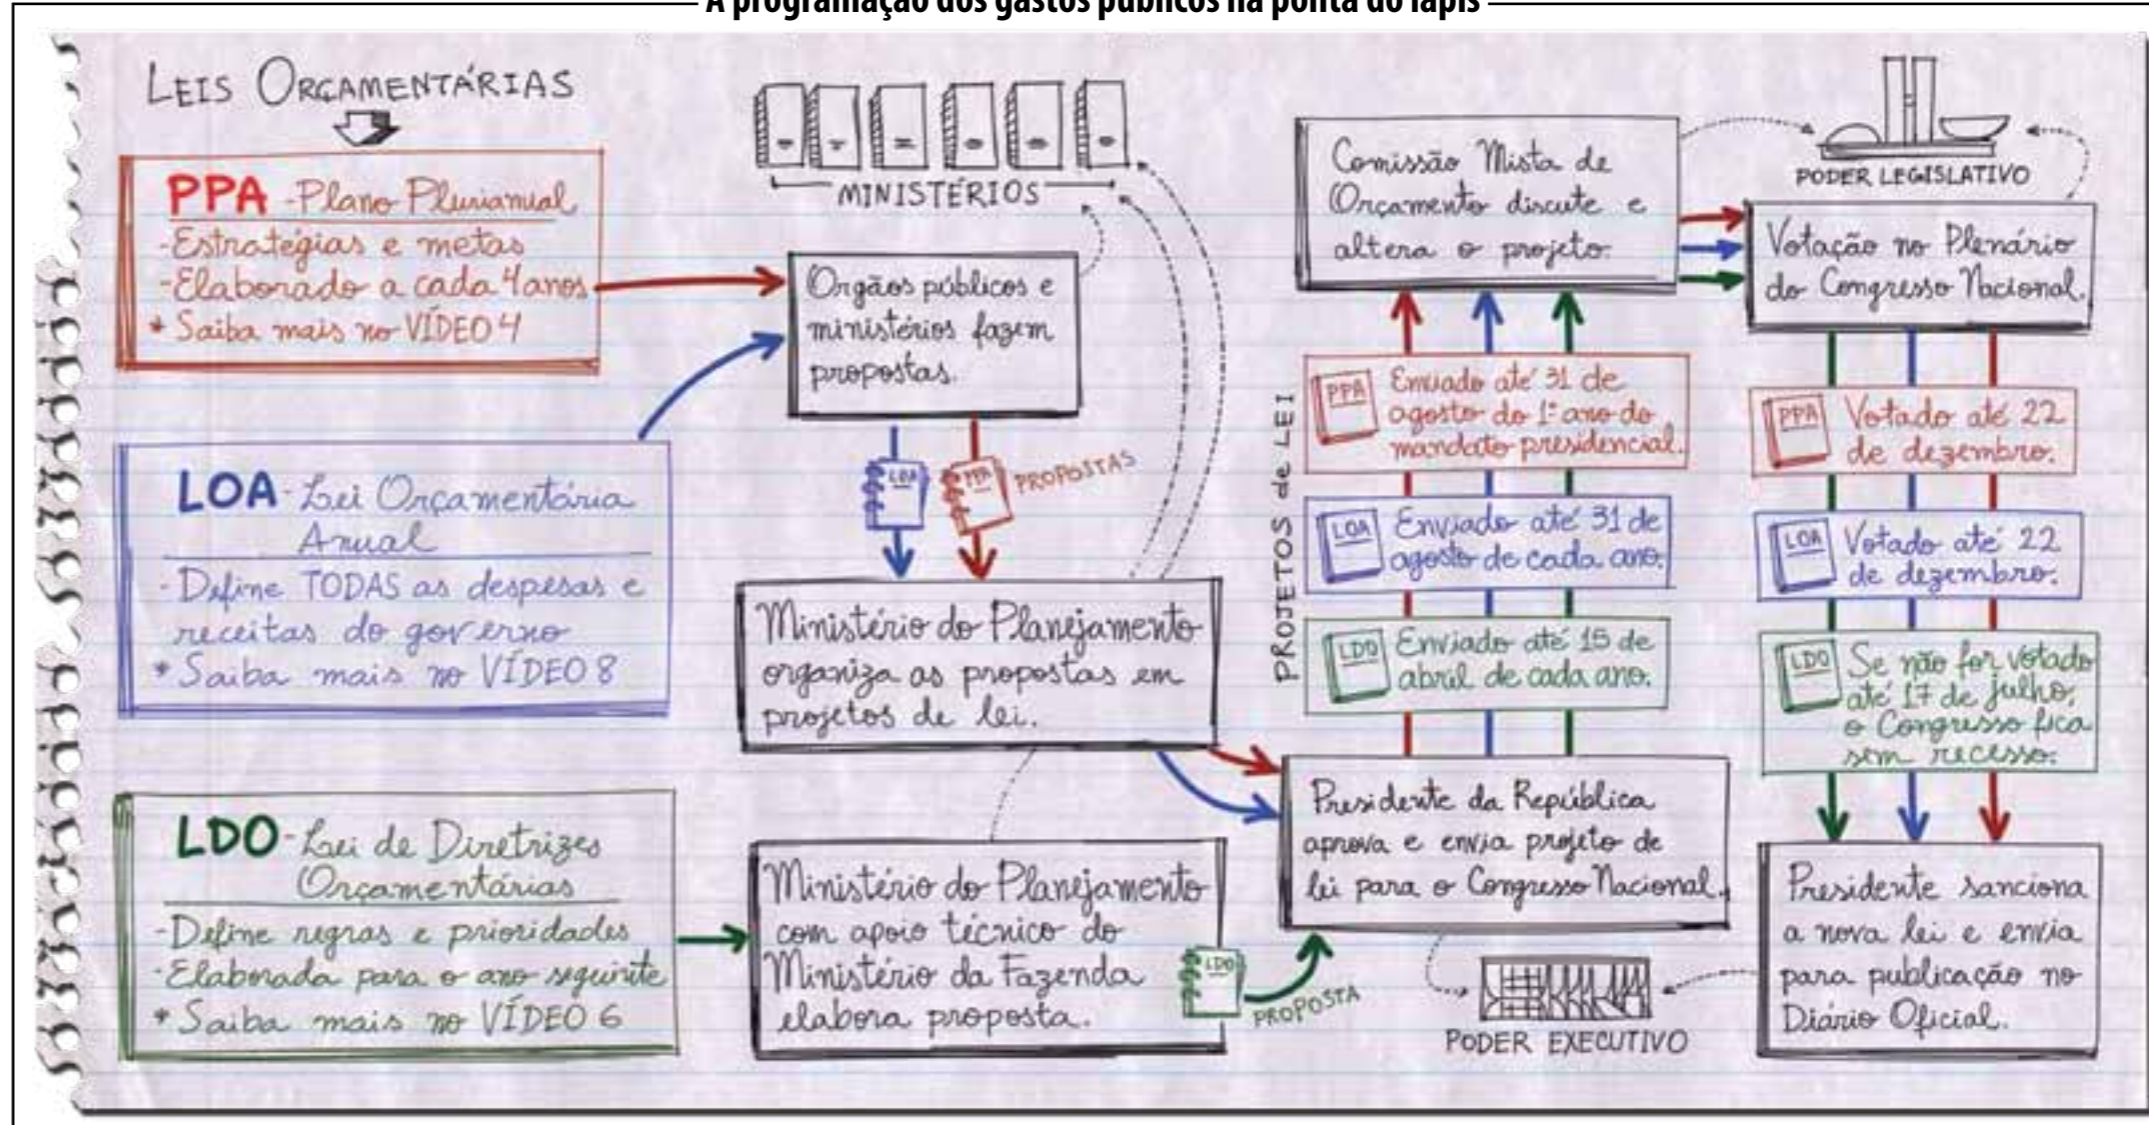 A programação dos gastos públicos na ponta do lápis
LEIS ORÇAMENTÁRIAS
PPA - Plano Plurianual
- Estratégias e metas
- Elaborado a cada 4 anos
* Saiba mais no VÍDEO 4
LOA - Lei Orçamentária
Anual
- Define TODAS as despesas e
receitas do governo
* Saiba mais no VÍDEO 8
LDO - Lei de Diretrizes
Orçamentárias
- Define regras e prioridades
- Elaborada para o ano seguinte
* Saiba mais no VÍDEO 6
MINISTÉRIOS
Orgãos públicos e
ministérios fazem
propostas.
LOA
PPA
PROPOSTAS
Ministério do Planejamento
organiza as propostas em
projetos de lei.
Ministério do Planejamento
com apoio técnico do
Ministério da Fazenda
elabora proposta.
LDO
PROPOSTA
Comissão Mista de
Orçamento discute e
altera o projeto.
PROJETOS de LEI
PPA
Enviado até 31 de
agosto do 1º ano do
mandato presidencial.
LOA
Enviado até 31 de
agosto de cada ano.
LDO
Enviado até 15 de
abril de cada ano.
Presidente da República
aprova e envia projeto de
lei para o Congresso Nacional.
PODER EXECUTIVO
PODER LEGISLATIVO
Votação no Plenário
do Congresso Nacional.
PPA
Votado até 22
de dezembro.
LOA
Votado até 22
de dezembro.
LDO
Se não for votado
até 17 de julho,
o Congresso fica
sem recesso.
Presidente sanciona
a nova lei e envia
para publicação no
Diário Oficial.